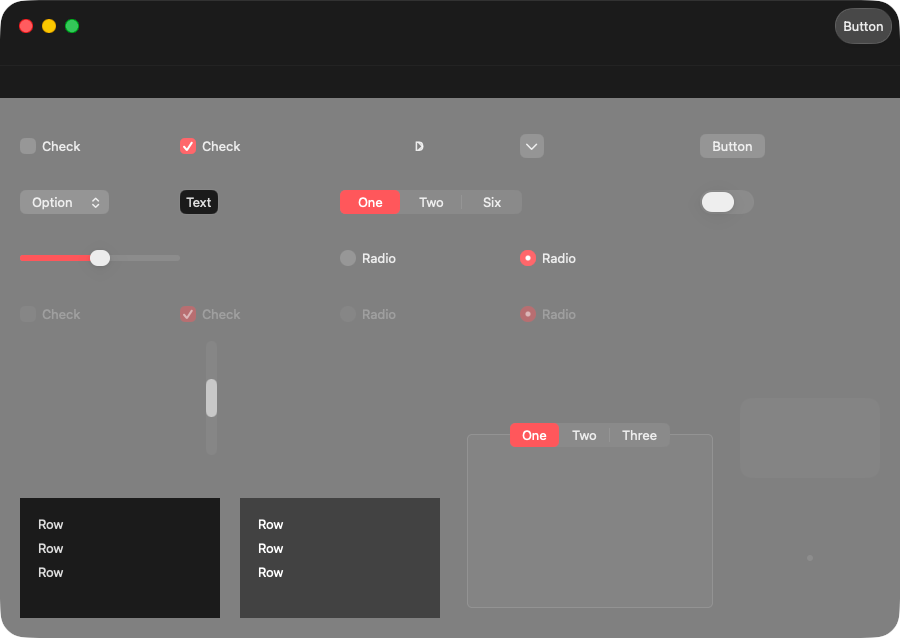 Button
Check
Check
D
Button
Option
Text
One Two Six
Radio
Radio
Check
Check
Radio
Radio
One Two Three
Row
Row
Row
Row
Row
Row